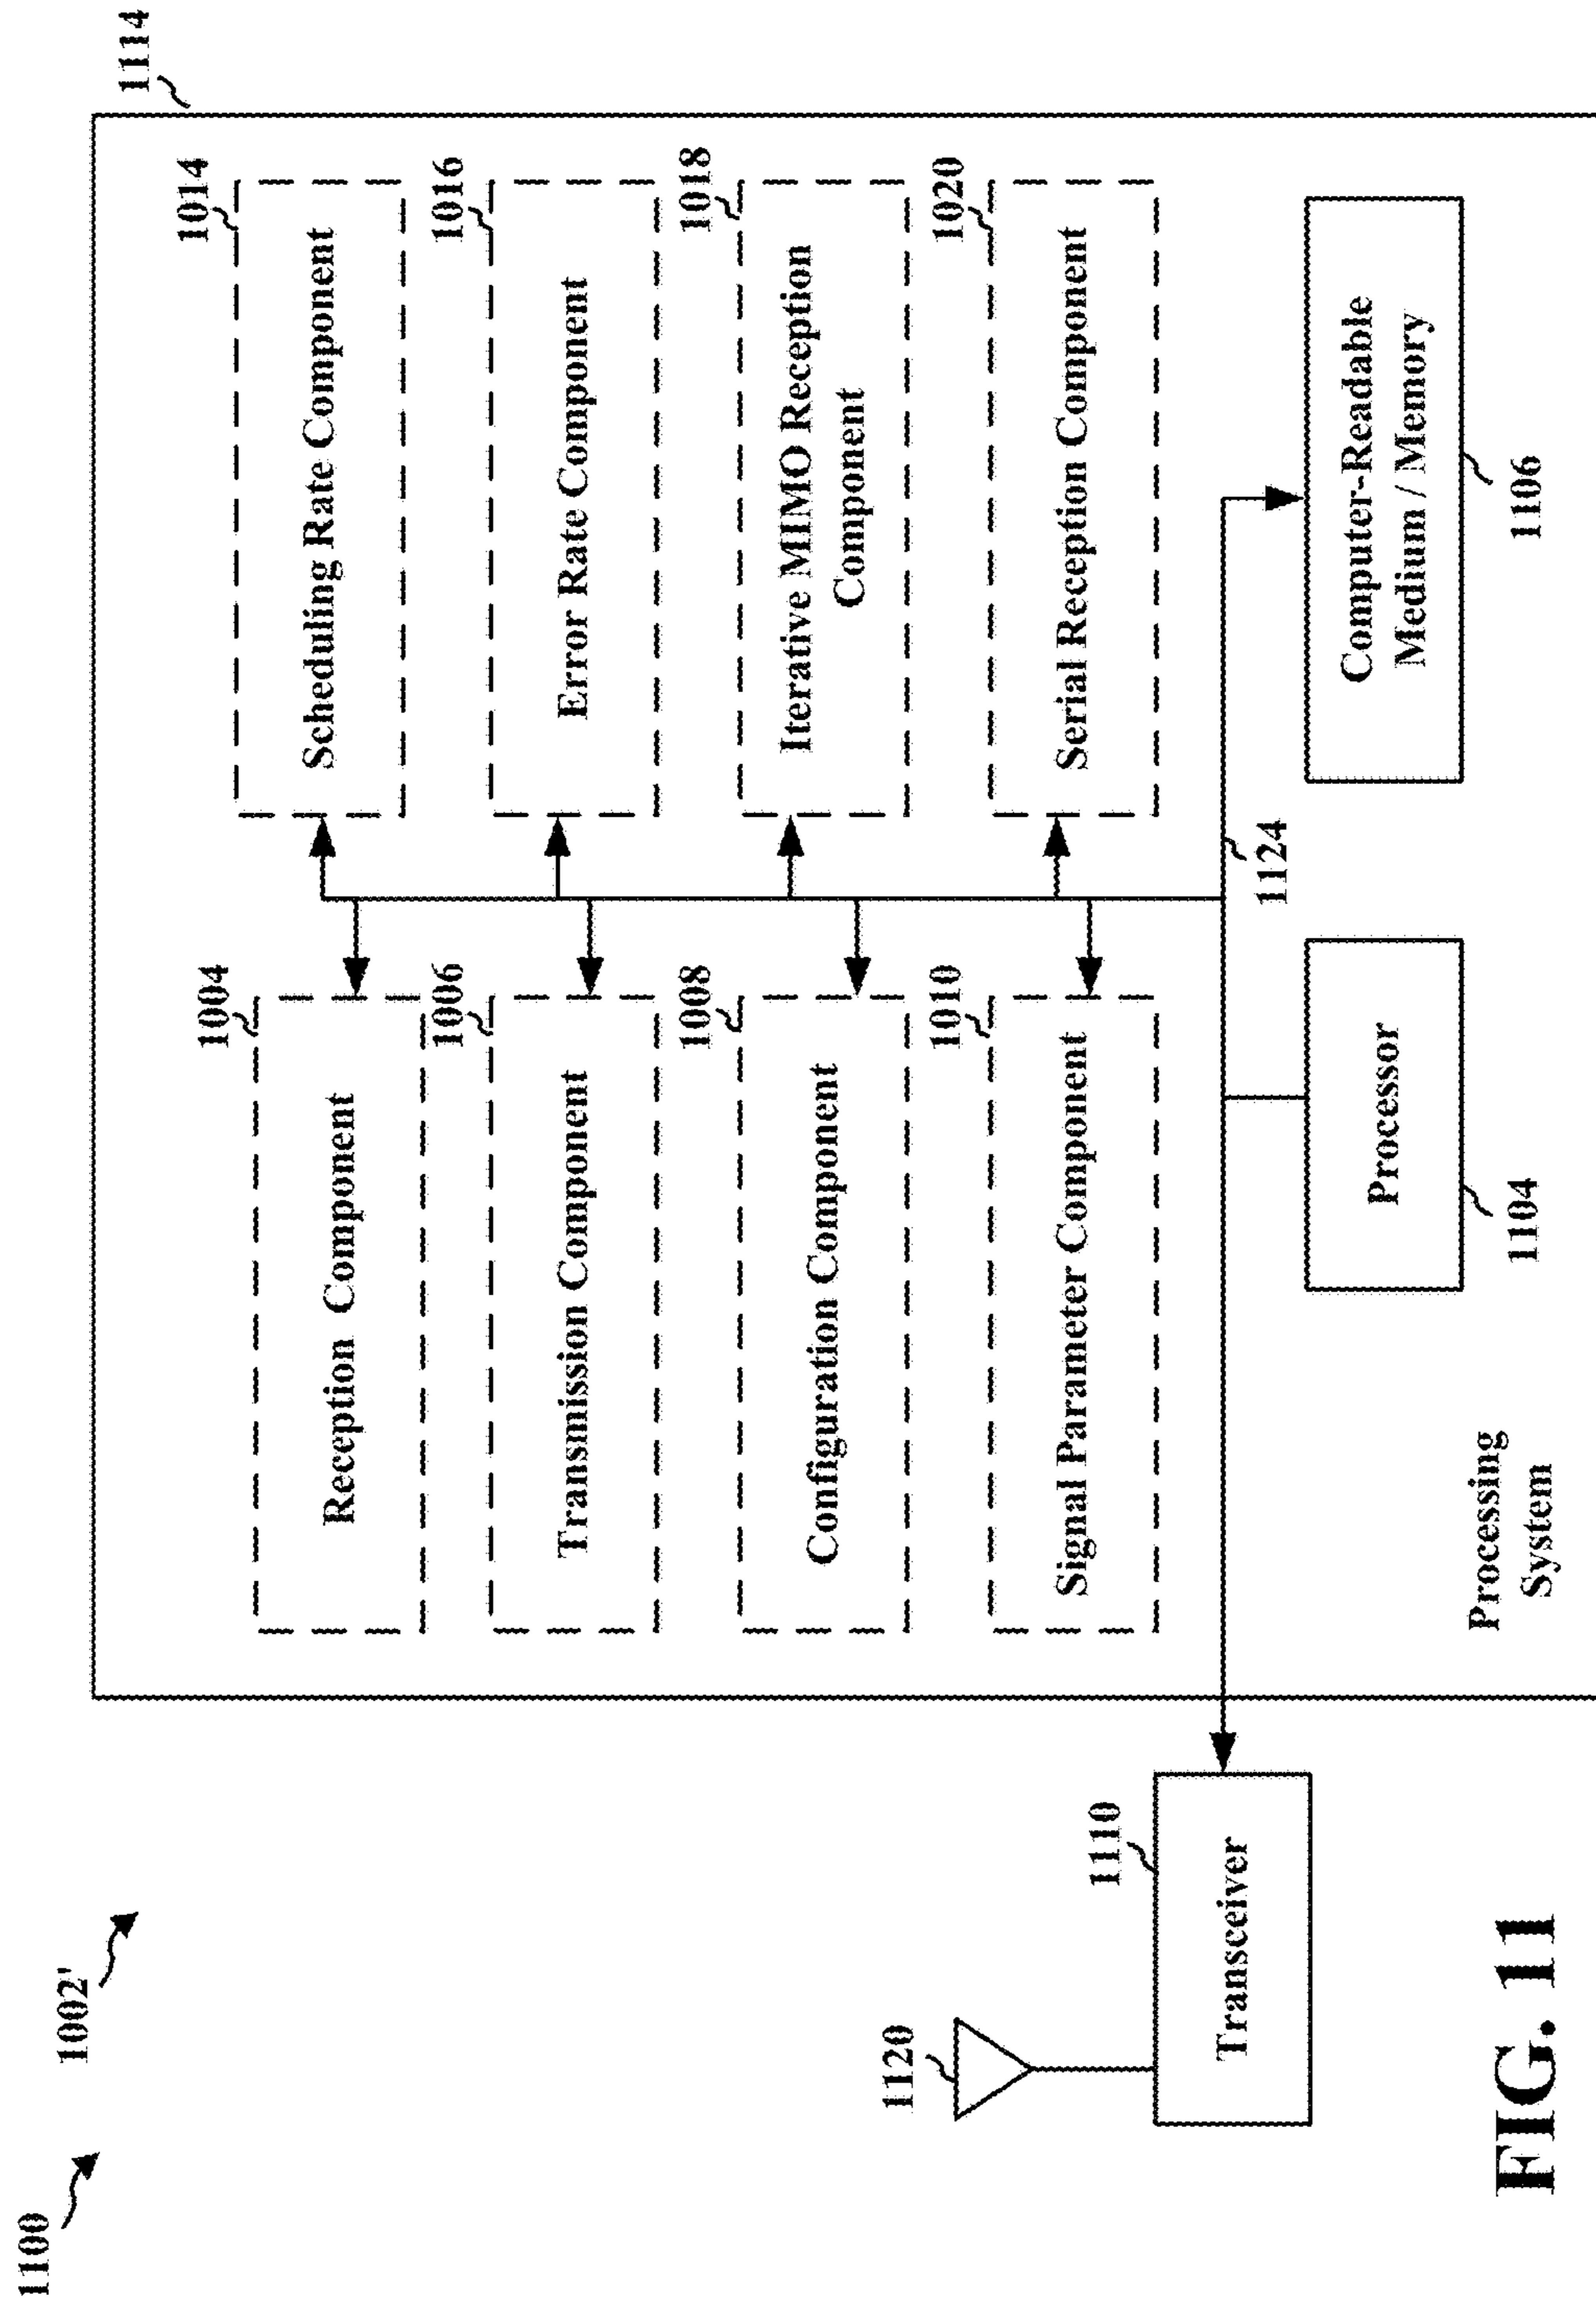 1100
1002'
1114
1004
Reception Component
1014
Scheduling Rate Component
1006
Transmission Component
1016
Error Rate Component
1008
Configuration Component
1018
Iterative MIMO Reception
Component
1010
Signal Parameter Component
1020
Serial Reception Component
1120
1110
Transceiver
1124
Processor
1104
Computer-Readable
Medium / Memory
1106
Processing
System
FIG. 11